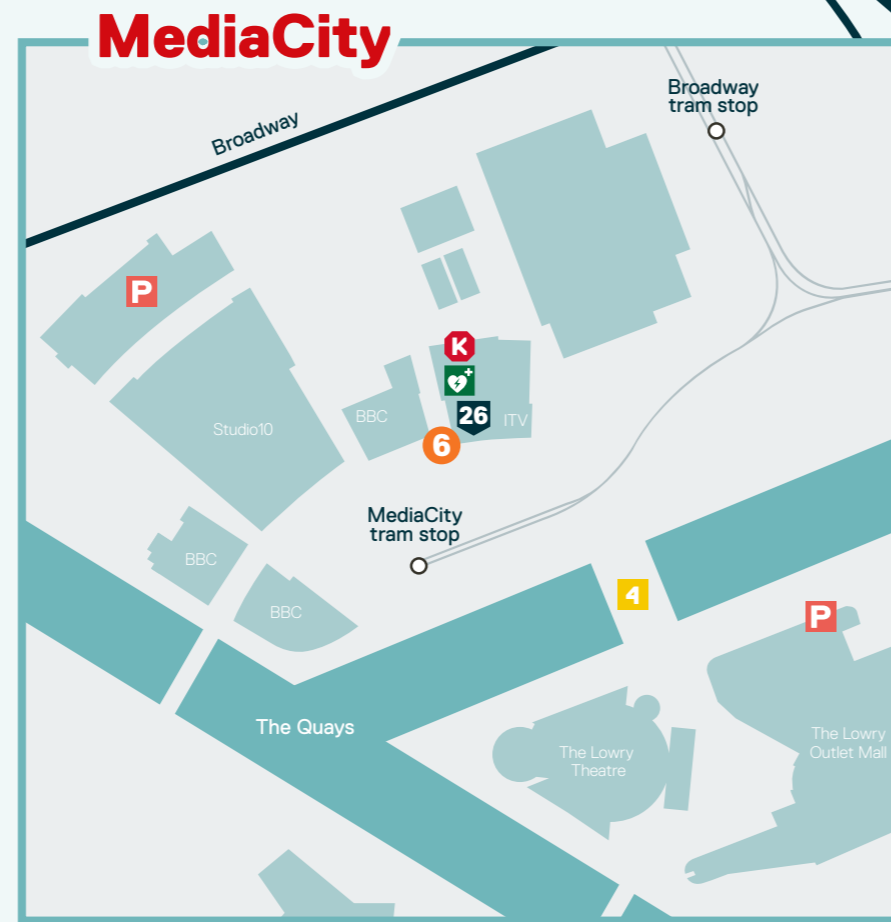 MediaCity
Broadway
tram stop
Broadway
P
K
BBC
26
ITV
Studio10
6
MediaCity
tram stop
BBC
4
BBC
P
The Quays
The Lowry
Outlet Mall
The Lowry
Theatre